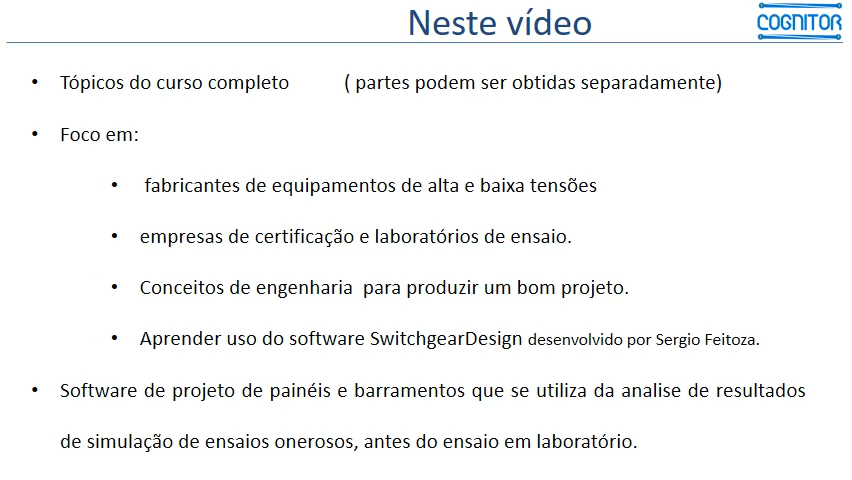 Neste vídeo
COGNITOR
• Tópicos do curso completo ( partes podem ser obtidas separadamente)
• Foco em:
• fabricantes de equipamentos de alta e baixa tensões
• empresas de certificação e laboratórios de ensaio.
• Conceitos de engenharia para produzir um bom projeto.
• Aprender uso do software SwitchgearDesign desenvolvido por Sergio Feitoza.
• Software de projeto de painéis e barramentos que se utiliza da analise de resultados
de simulação de ensaios onerosos, antes do ensaio em laboratório.